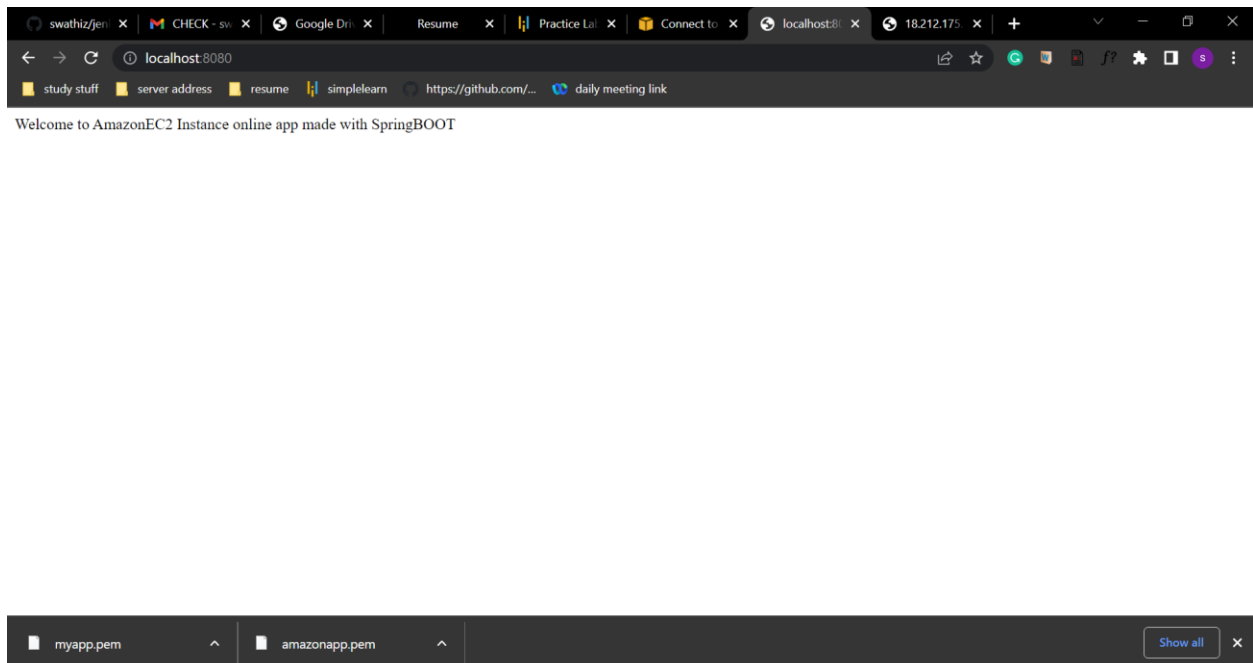 swathiz/jen CHECK - sw Google Driv Resume Practice Lab Connect to localhost:80 18.212.175.
localhost:8080
study stuff server address resume simplelearn https://github.com/... daily meeting link
Welcome to AmazonEC2 Instance online app made with SpringBOOT
myapp.pem amazonapp.pem Show all